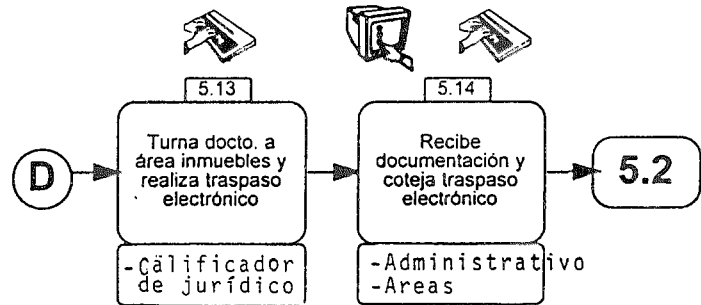 5.13
5.14
D
Turna docto. a
área inmuebles y
realiza traspaso
electrónico
Recibe
documentación y
coteja traspaso
electrónico
5.2
-Cälificador
de jurídico
-Administrativo
-Areas